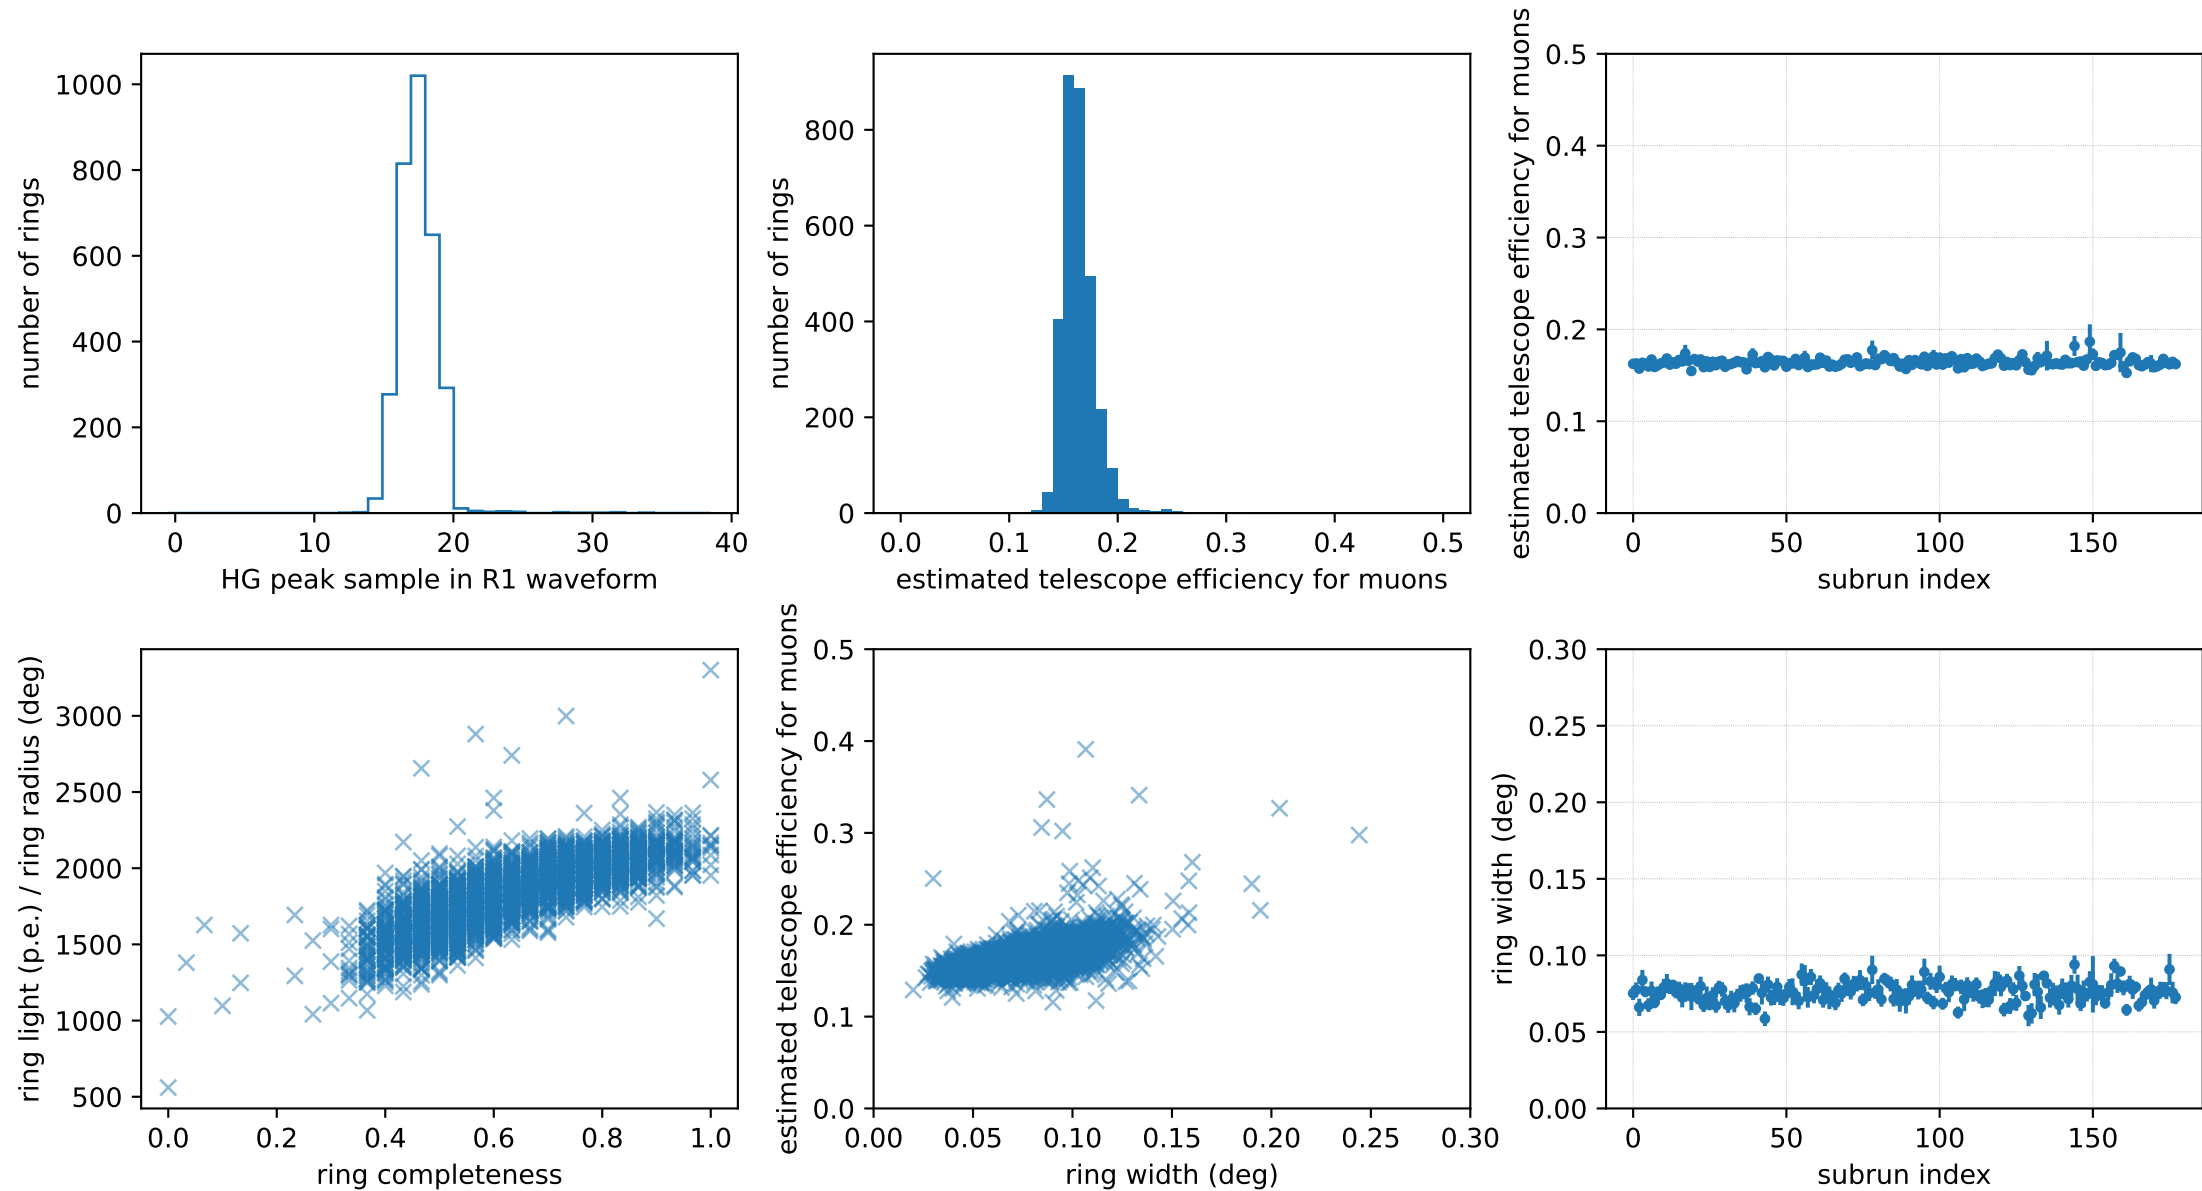 number of rings
1000
800
600
400
200
0
0 10 20 30 40
HG peak sample in R1 waveform
number of rings
800
600
400
200
0
0.0 0.1 0.2 0.3 0.4 0.5
estimated telescope efficiency for muons
estimated telescope efficiency for muons
0.5
0.4
0.3
0.2
0.1
0.0
0 50 100 150
subrun index
ring light (p.e.) / ring radius (deg)
3000
2500
2000
1500
1000
500
0.0 0.2 0.4 0.6 0.8 1.0
ring completeness
estimated telescope efficiency for muons
0.5
0.4
0.3
0.2
0.1
0.0
0.00 0.05 0.10 0.15 0.20 0.25 0.30
ring width (deg)
ring width (deg)
0.30
0.25
0.20
0.15
0.10
0.05
0.00
0 50 100 150
subrun index